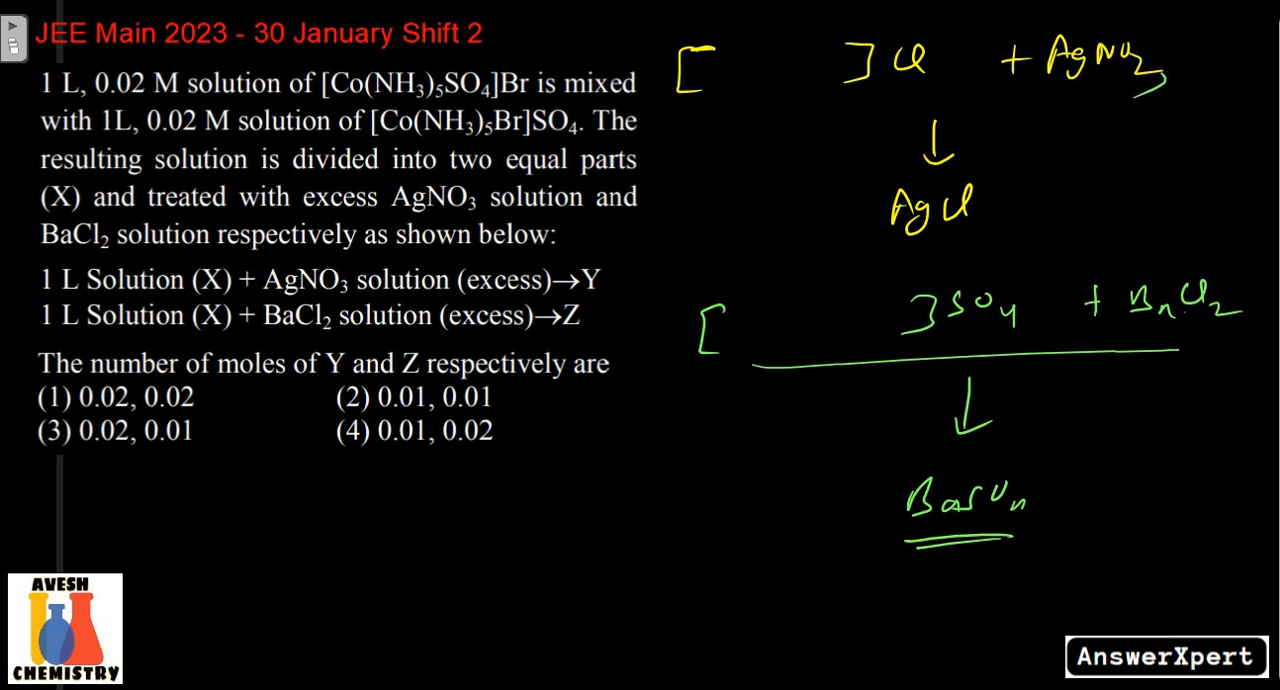 JEE Main 2023 - 30 January Shift 2
1 L, 0.02 M solution of [Co(NH₃)₅SO₄]Br is mixed
with 1L, 0.02 M solution of [Co(NH₃)₅Br]SO₄. The
resulting solution is divided into two equal parts
(X) and treated with excess AgNO₃ solution and
BaCl₂ solution respectively as shown below:
1 L Solution (X) + AgNO₃ solution (excess)→Y
1 L Solution (X) + BaCl₂ solution (excess)→Z
The number of moles of Y and Z respectively are
(1) 0.02, 0.02 (2) 0.01, 0.01
(3) 0.02, 0.01 (4) 0.01, 0.02
[ ]Cl + AgNO₃
↓
AgCl
[ ]SO₄ + BaCl₂
↓
BaSO₄
AVESH
CHEMISTRY
AnswerXpert